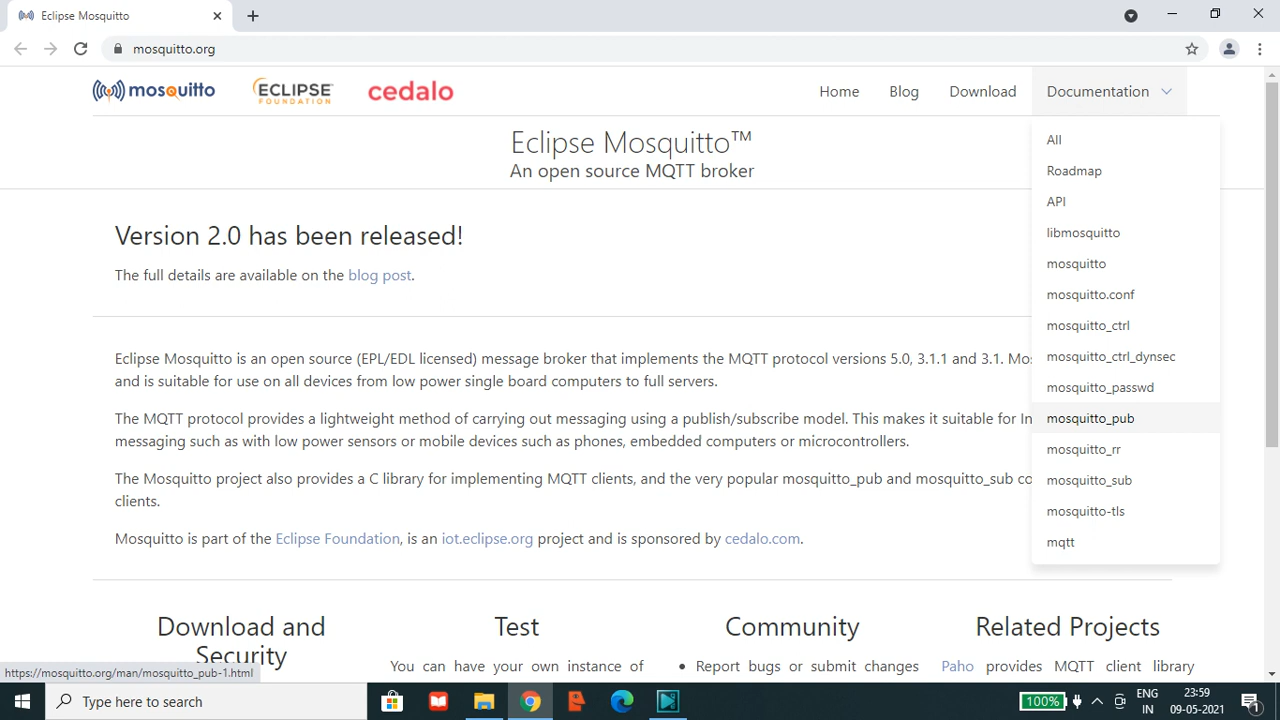 Eclipse Mosquitto
mosquitto.org
mosquitto
ECLIPSE FOUNDATION
cedalo
Home Blog Download Documentation
All
Roadmap
API
libmosquitto
mosquitto
mosquitto.conf
mosquitto_ctrl
mosquitto_ctrl_dynsec
mosquitto_passwd
mosquitto_pub
mosquitto_rr
mosquitto_sub
mosquitto-tls
mqtt
Eclipse Mosquitto™
An open source MQTT broker
Version 2.0 has been released!
The full details are available on the blog post.
Eclipse Mosquitto is an open source (EPL/EDL licensed) message broker that implements the MQTT protocol versions 5.0, 3.1.1 and 3.1. Mos
and is suitable for use on all devices from low power single board computers to full servers.
The MQTT protocol provides a lightweight method of carrying out messaging using a publish/subscribe model. This makes it suitable for In
messaging such as with low power sensors or mobile devices such as phones, embedded computers or microcontrollers.
The Mosquitto project also provides a C library for implementing MQTT clients, and the very popular mosquitto_pub and mosquitto_sub co
clients.
Mosquitto is part of the Eclipse Foundation, is an iot.eclipse.org project and is sponsored by cedalo.com.
Download and
Security
Test
You can have your own instance of
Community
• Report bugs or submit changes
Related Projects
Paho provides MQTT client library
https://mosquitto.org/man/mosquitto_pub-1.html
Type here to search
100%
ENG
IN
23:59
09-05-2021
1